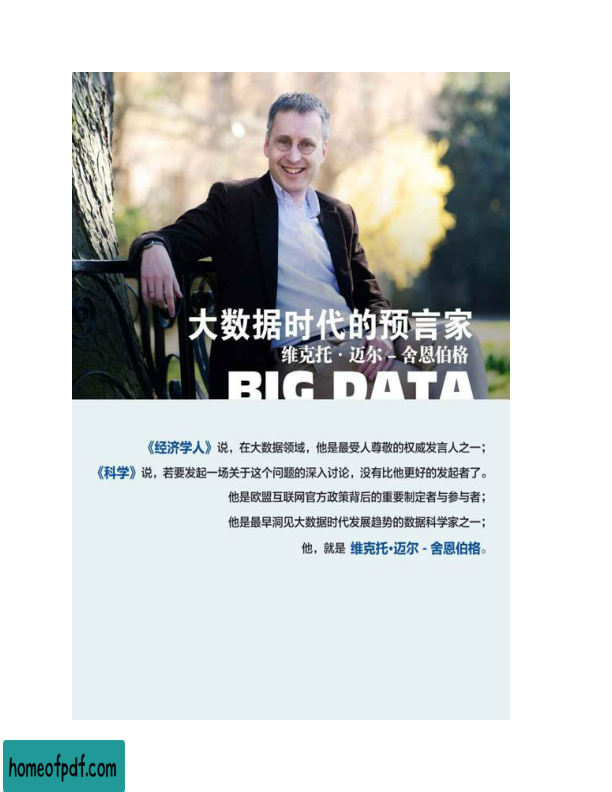 大数据时代的预言家
维克托·迈尔–舍恩伯格
BIG DATA
《经济学人》说，在大数据领域，他是最受人尊敬的权威发言人之一；
《科学》说，若要发起一场关于这个问题的深入讨论，没有比他更好的发起者了。
他是欧盟互联网官方政策背后的重要制定者与参与者；
他是最早洞见大数据时代发展趋势的数据科学家之一；
他，就是 维克托•迈尔 - 舍恩伯格。
homeofpdf.com